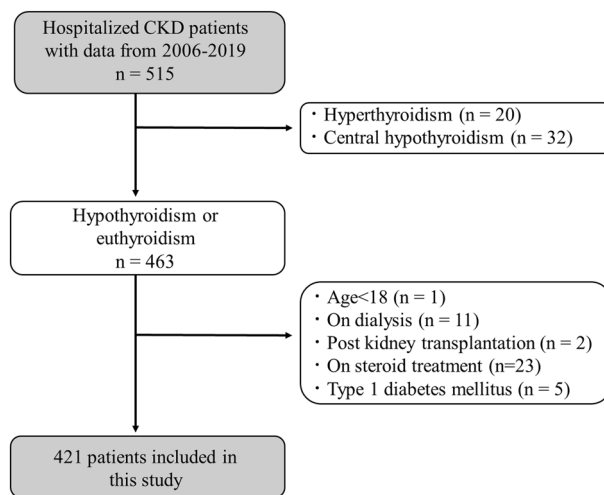 Hospitalized CKD patients
with data from 2006-2019
n = 515
・Hyperthyroidism (n = 20)
・Central hypothyroidism (n = 32)
Hypothyroidism or
euthyroidism
n = 463
・Age<18 (n = 1)
・On dialysis (n = 11)
・Post kidney transplantation (n = 2)
・On steroid treatment (n=23)
・Type 1 diabetes mellitus (n = 5)
421 patients included in
this study